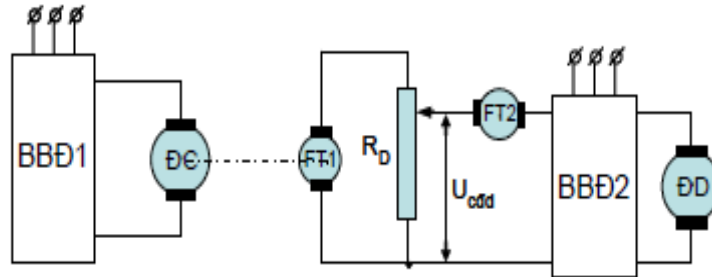 BBĐ1
ĐC
FT1
R_D
U_cđd
FT2
BBĐ2
ĐD